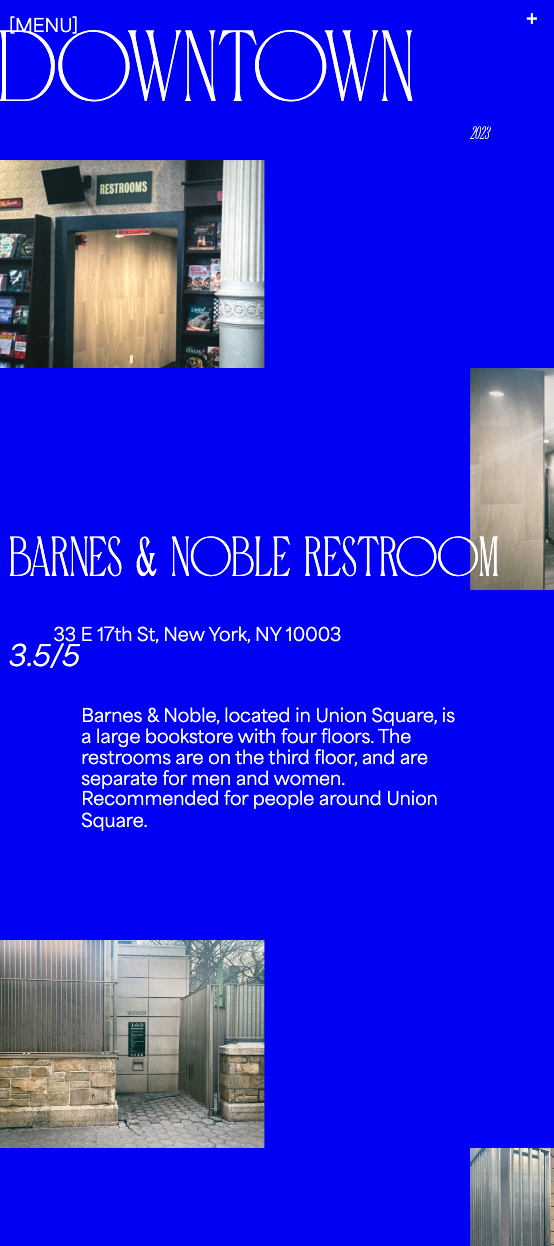 [MENU]
+
DOWNTOWN
2023
RESTROOMS
BARNES & NOBLE RESTROOM
33 E 17th St, New York, NY 10003
3.5/5
Barnes & Noble, located in Union Square, is
a large bookstore with four floors. The
restrooms are on the third floor, and are
separate for men and women.
Recommended for people around Union
Square.
WOMEN